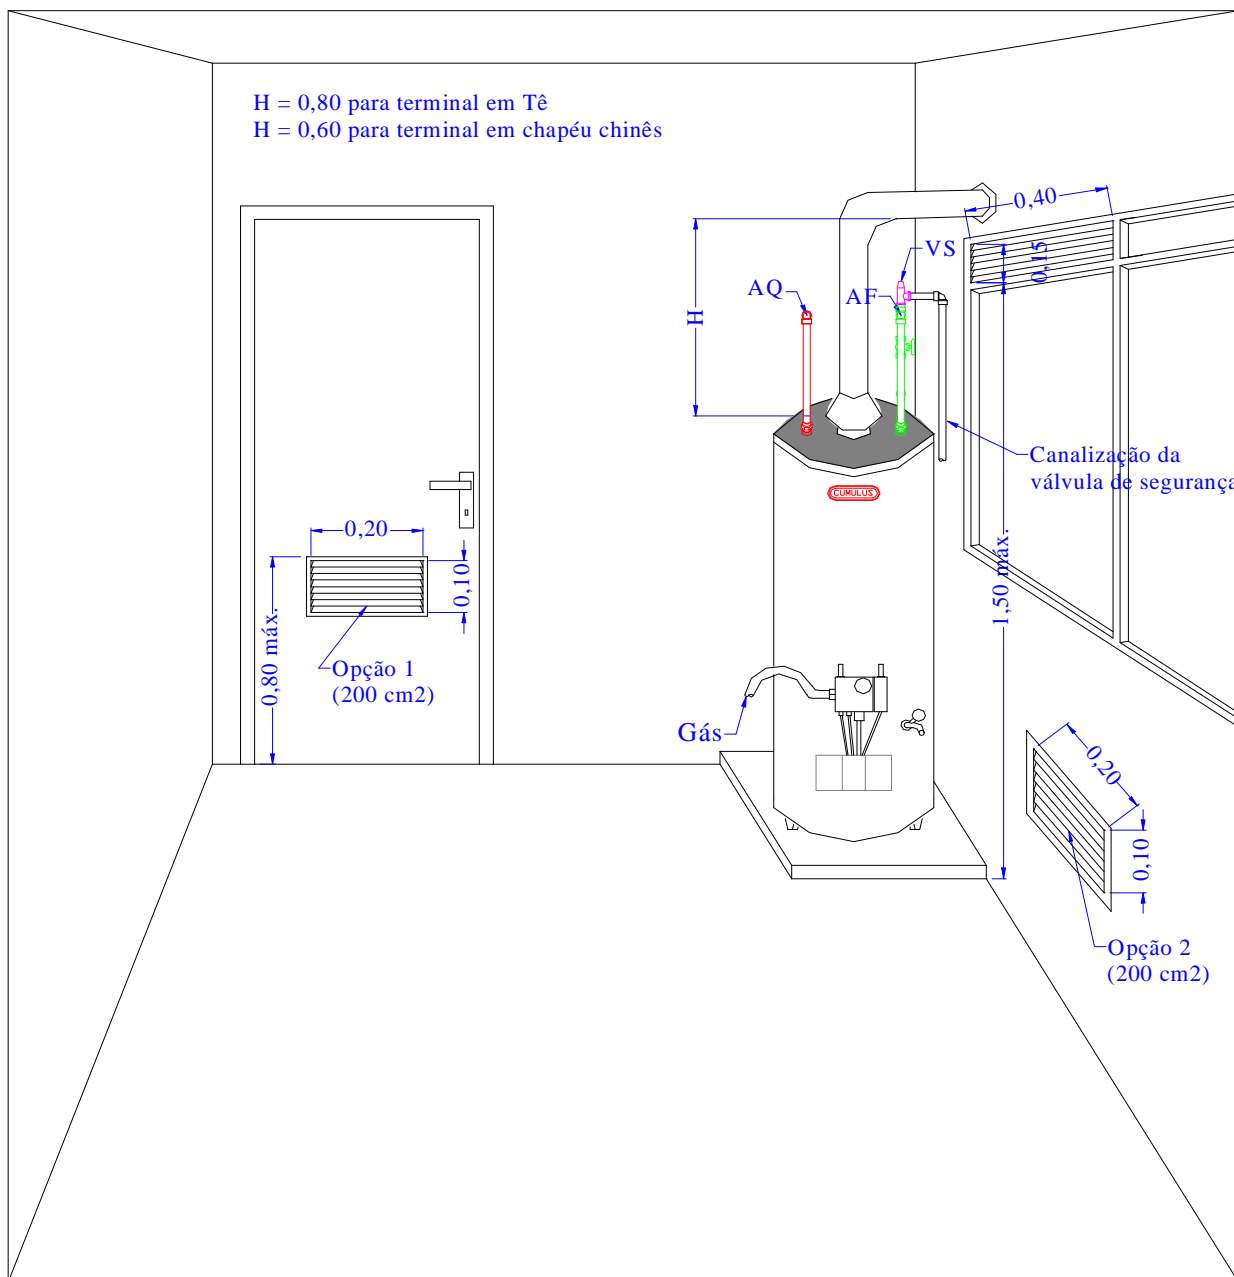 H = 0,80 para terminal em Tê
H = 0,60 para terminal em chapéu chinês
0,40
VS
0,15
AQ
AF
H
Canalização da
válvula de segurança
CUMULUS
0,20
0,10
1,50 máx.
0,80 máx.
Opção 1
(200 cm2)
Gás
0,20
0,10
Opção 2
(200 cm2)